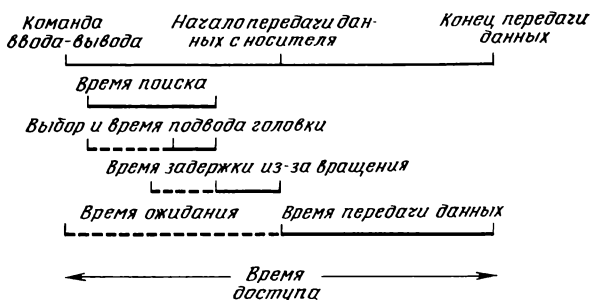 Команда
ввода-вывода
Начало передачи дан-
ных с носителя
Конец передачи
данных
Время поиска
Выбор и время подвода головки
Время задержки из-за вращения
Время ожидания
Время передачи данных
Время
доступа